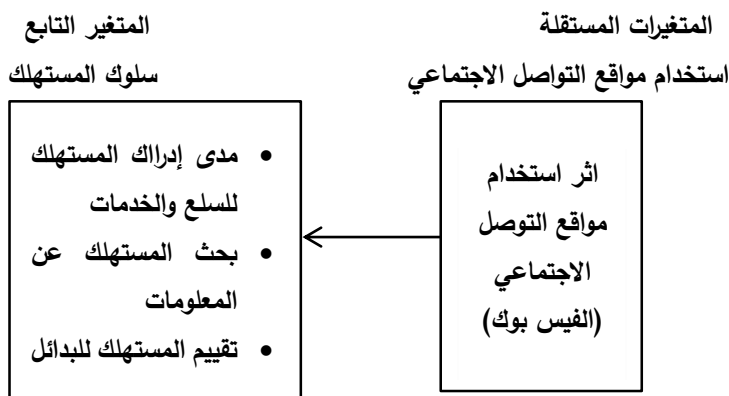 المتغيرات المستقلة
استخدام مواقع التواصل الاجتماعي
اثر استخدام
مواقع التوصل
الاجتماعي
(الفيس بوك)
المتغير التابع
سلوك المستهلك
• مدى إدرااك المستهلك
للسلع والخدمات
• بحث المستهلك عن
المعلومات
• تقييم المستهلك للبدائل